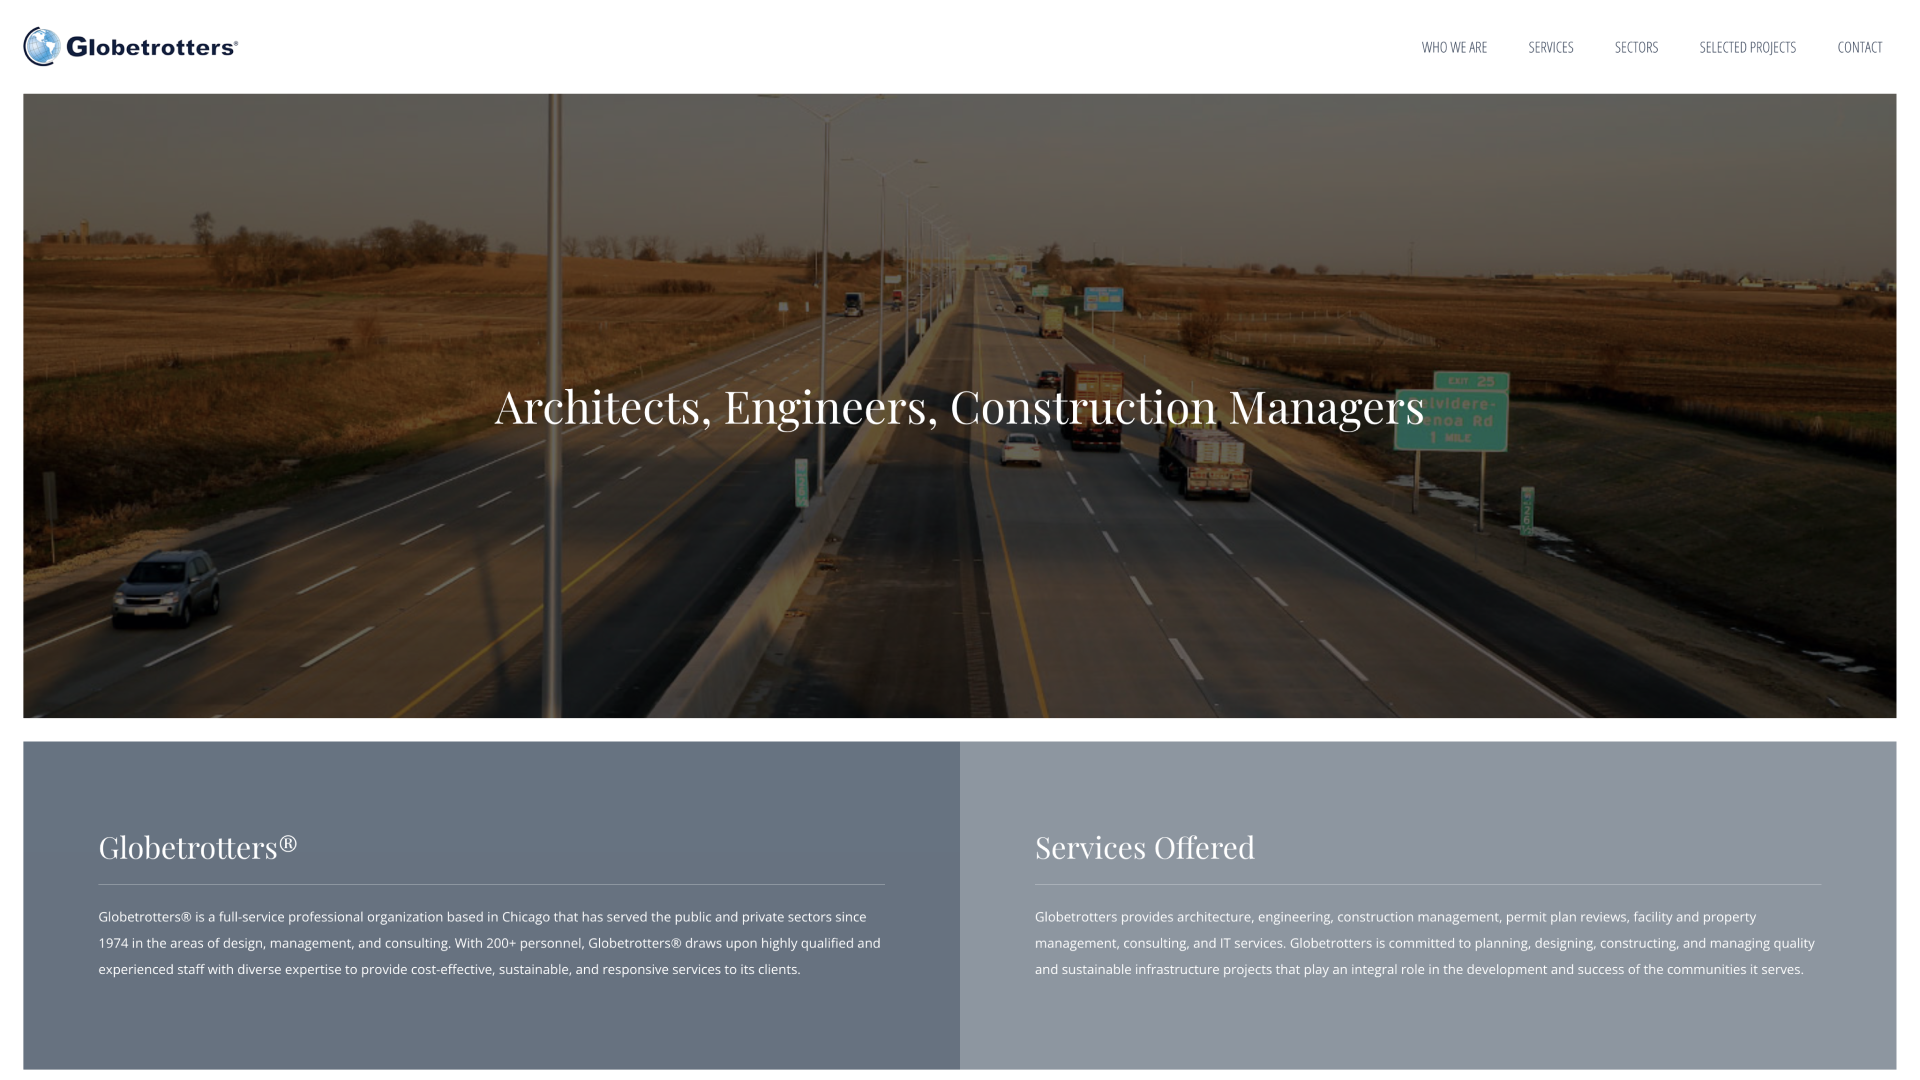 Globetrotters®
WHO WE ARE
SERVICES
SECTORS
SELECTED PROJECTS
CONTACT
EXIT 25
Rd
1 MILE
Architects, Engineers, Construction Managers
Globetrotters®
Globetrotters® is a full-service professional organization based in Chicago that has served the public and private sectors since
1974 in the areas of design, management, and consulting. With 200+ personnel, Globetrotters® draws upon highly qualified and
experienced staff with diverse expertise to provide cost-effective, sustainable, and responsive services to its clients.
Services Offered
Globetrotters provides architecture, engineering, construction management, permit plan reviews, facility and property
management, consulting, and IT services. Globetrotters is committed to planning, designing, constructing, and managing quality
and sustainable infrastructure projects that play an integral role in the development and success of the communities it serves.